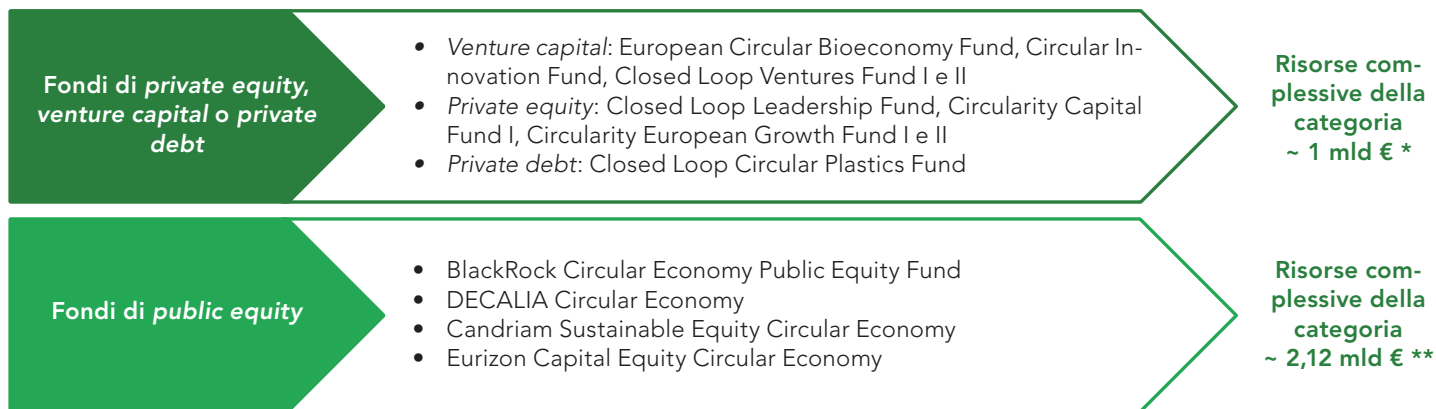 Fondi di private equity,
venture capital o private
debt
• Venture capital: European Circular Bioeconomy Fund, Circular In-
novation Fund, Closed Loop Ventures Fund I e II
• Private equity: Closed Loop Leadership Fund, Circularity Capital
Fund I, Circularity European Growth Fund I e II
• Private debt: Closed Loop Circular Plastics Fund
Risorse com-
plessive della
categoria
~ 1 mld € *
Fondi di public equity
• BlackRock Circular Economy Public Equity Fund
• DECALIA Circular Economy
• Candriam Sustainable Equity Circular Economy
• Eurizon Capital Equity Circular Economy
Risorse com-
plessive della
categoria
~ 2,12 mld € **